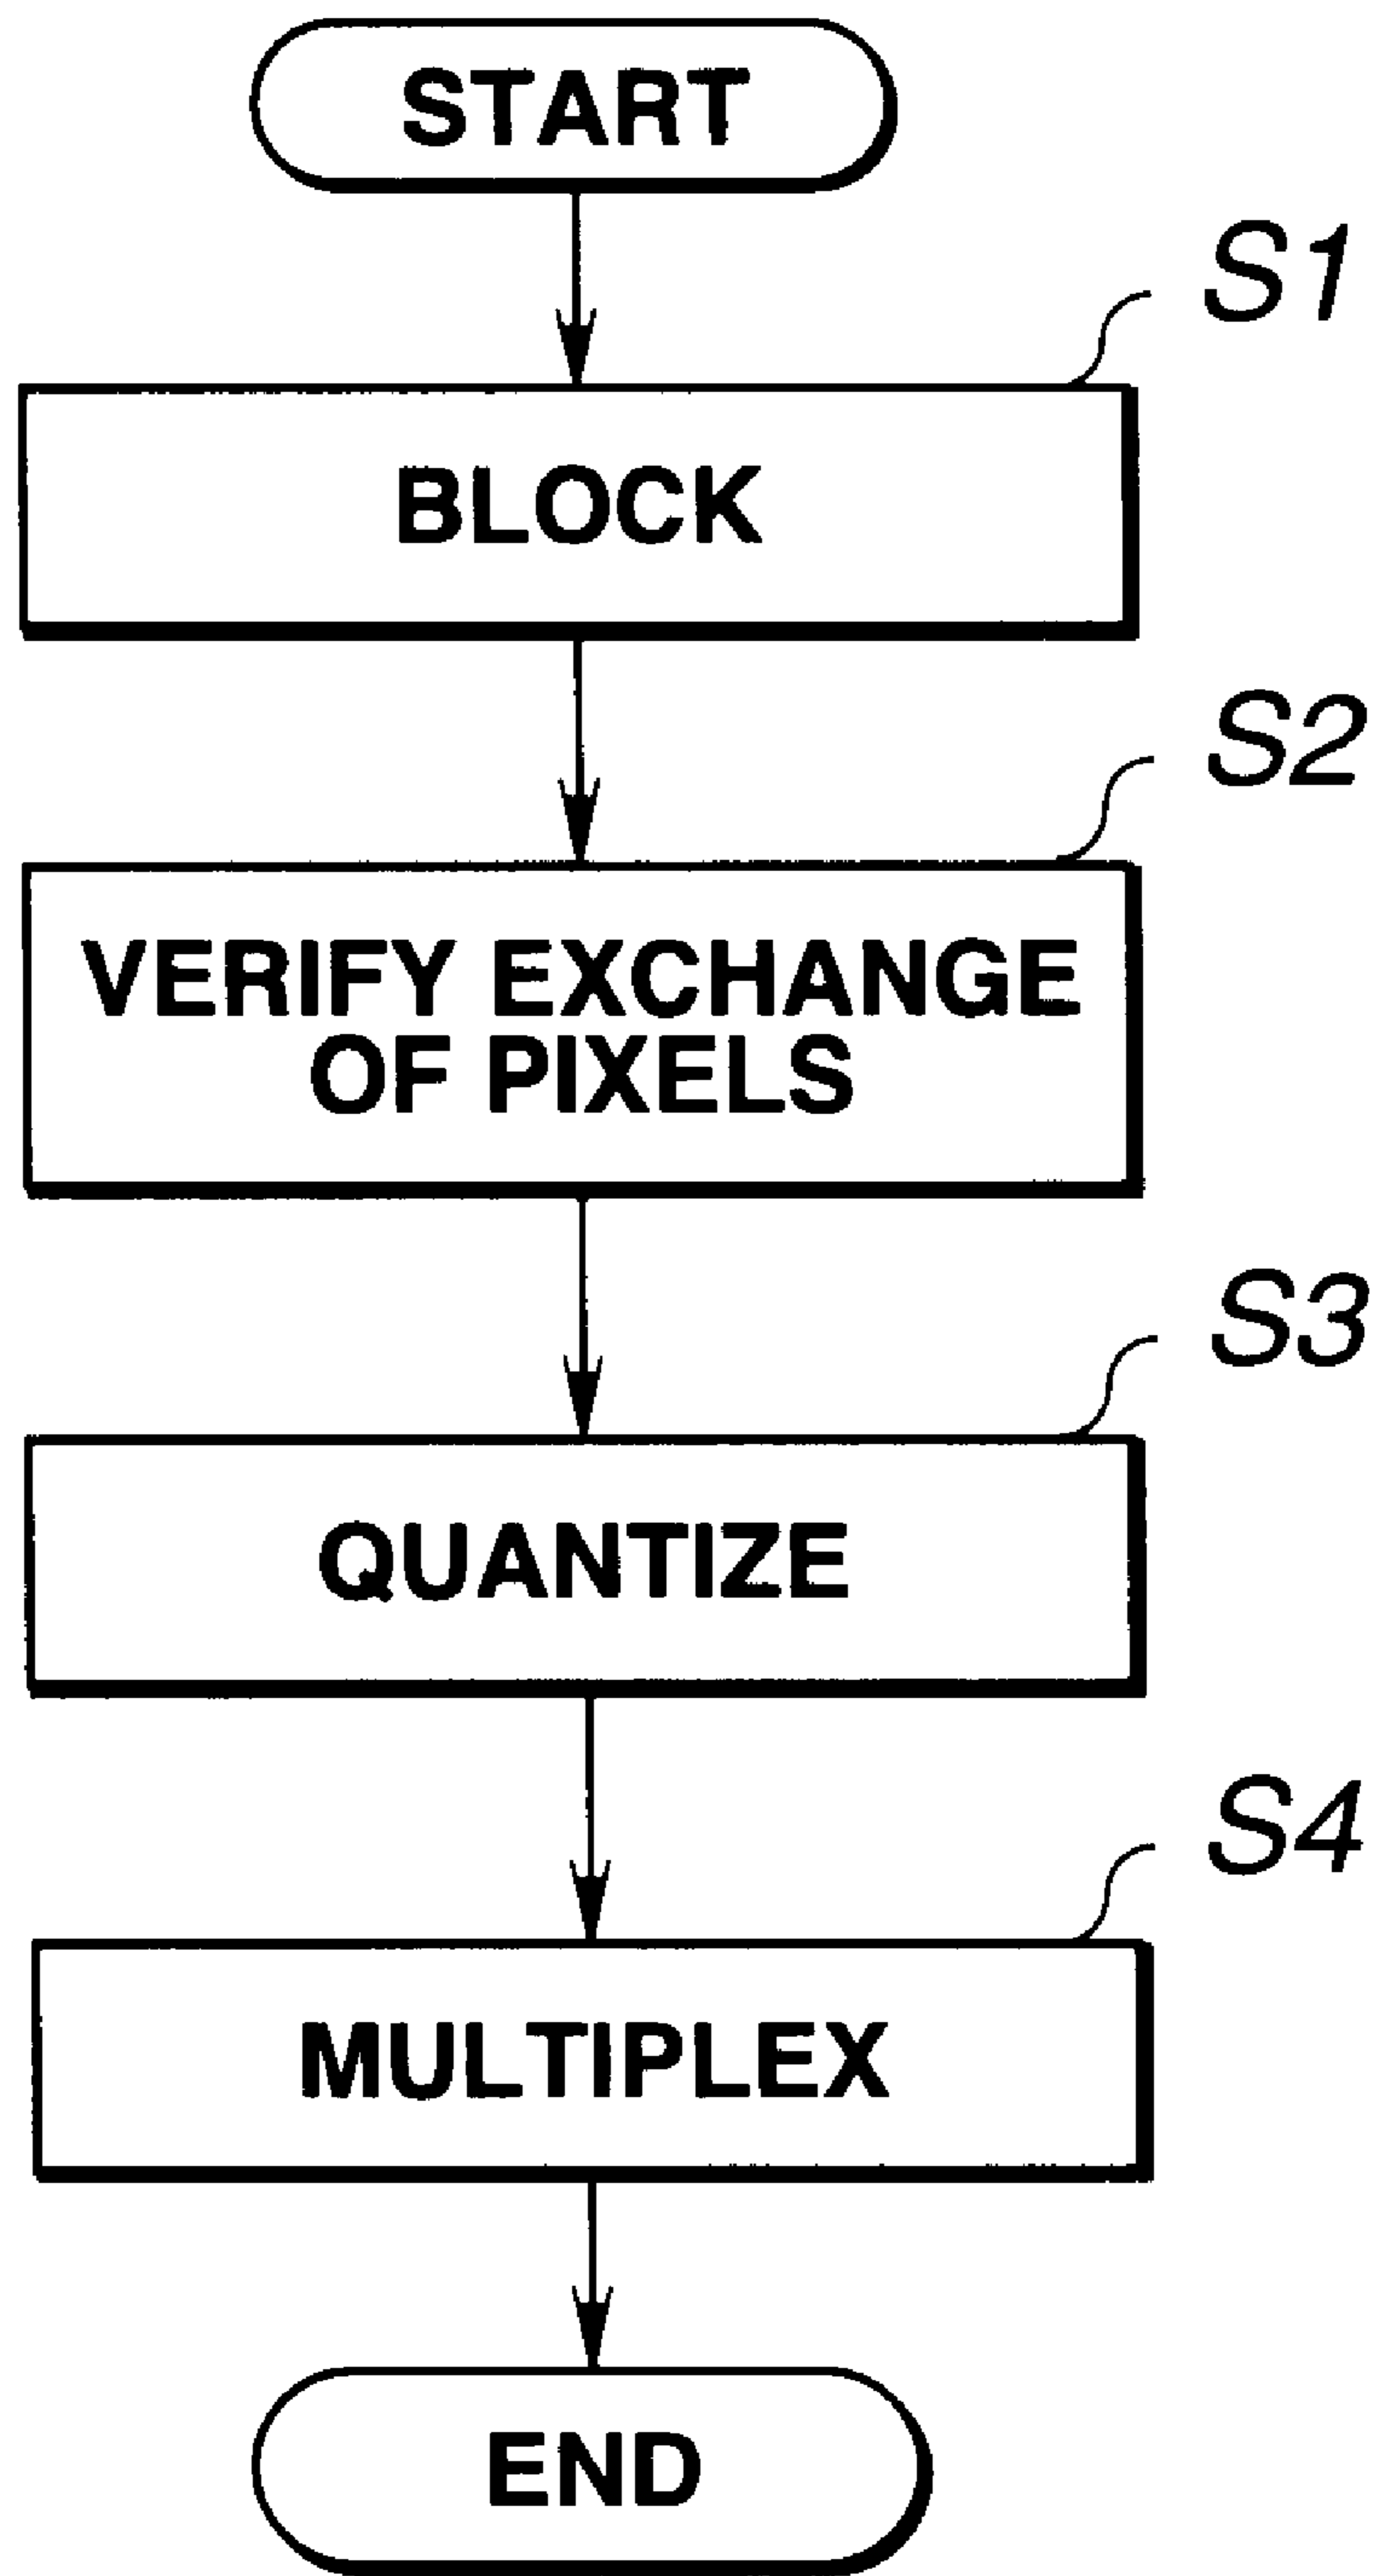 START
S1
BLOCK
S2
VERIFY EXCHANGE
OF PIXELS
S3
QUANTIZE
S4
MULTIPLEX
END